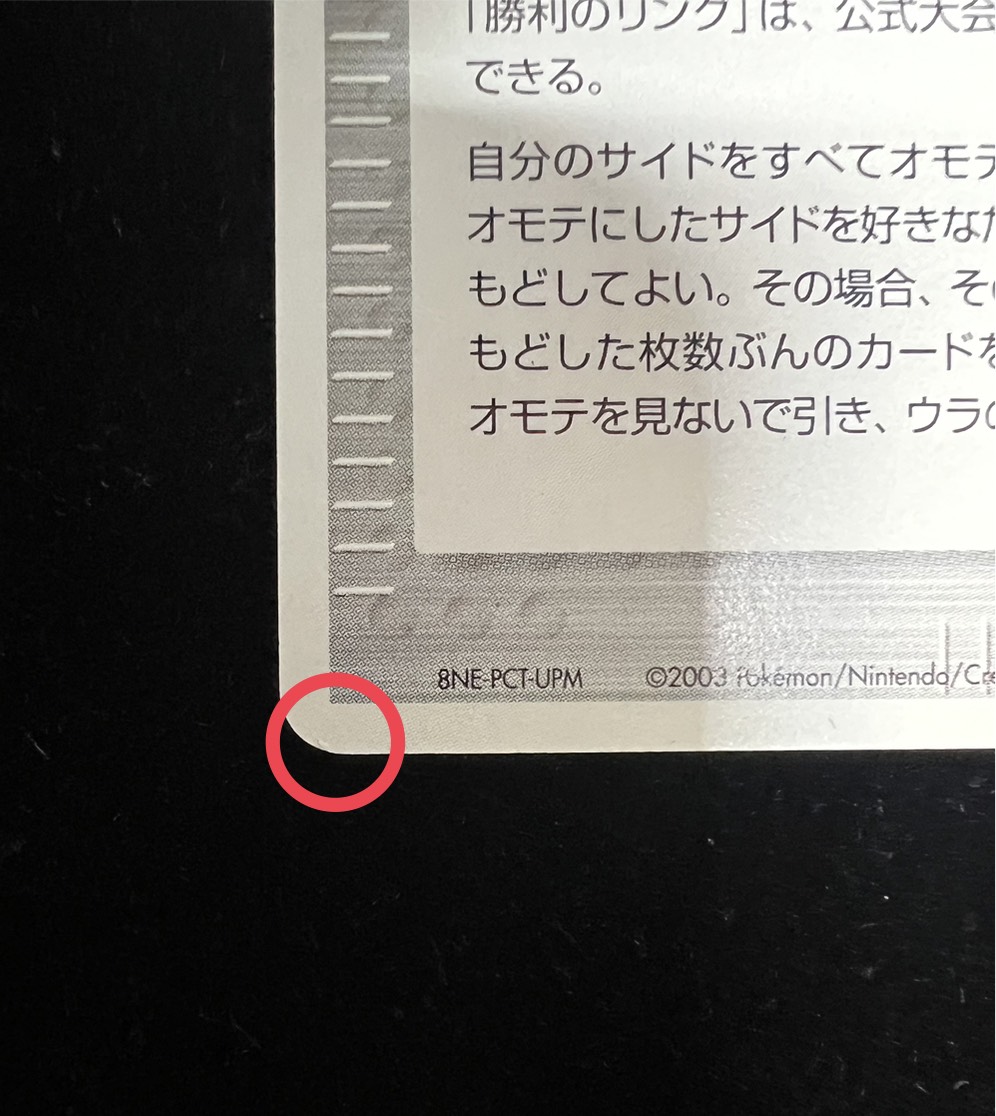 「勝利のリング」は、公式大会
できる。
自分のサイドをすべてオモテ
オモテにしたサイドを好きなだ
もどしてよい。その場合、その
もどした枚数ぶんのカードを
オモテを見ないで引き、ウラの
8NE-PCT-UPM ©2003 Pokémon/Nintendo/Cre